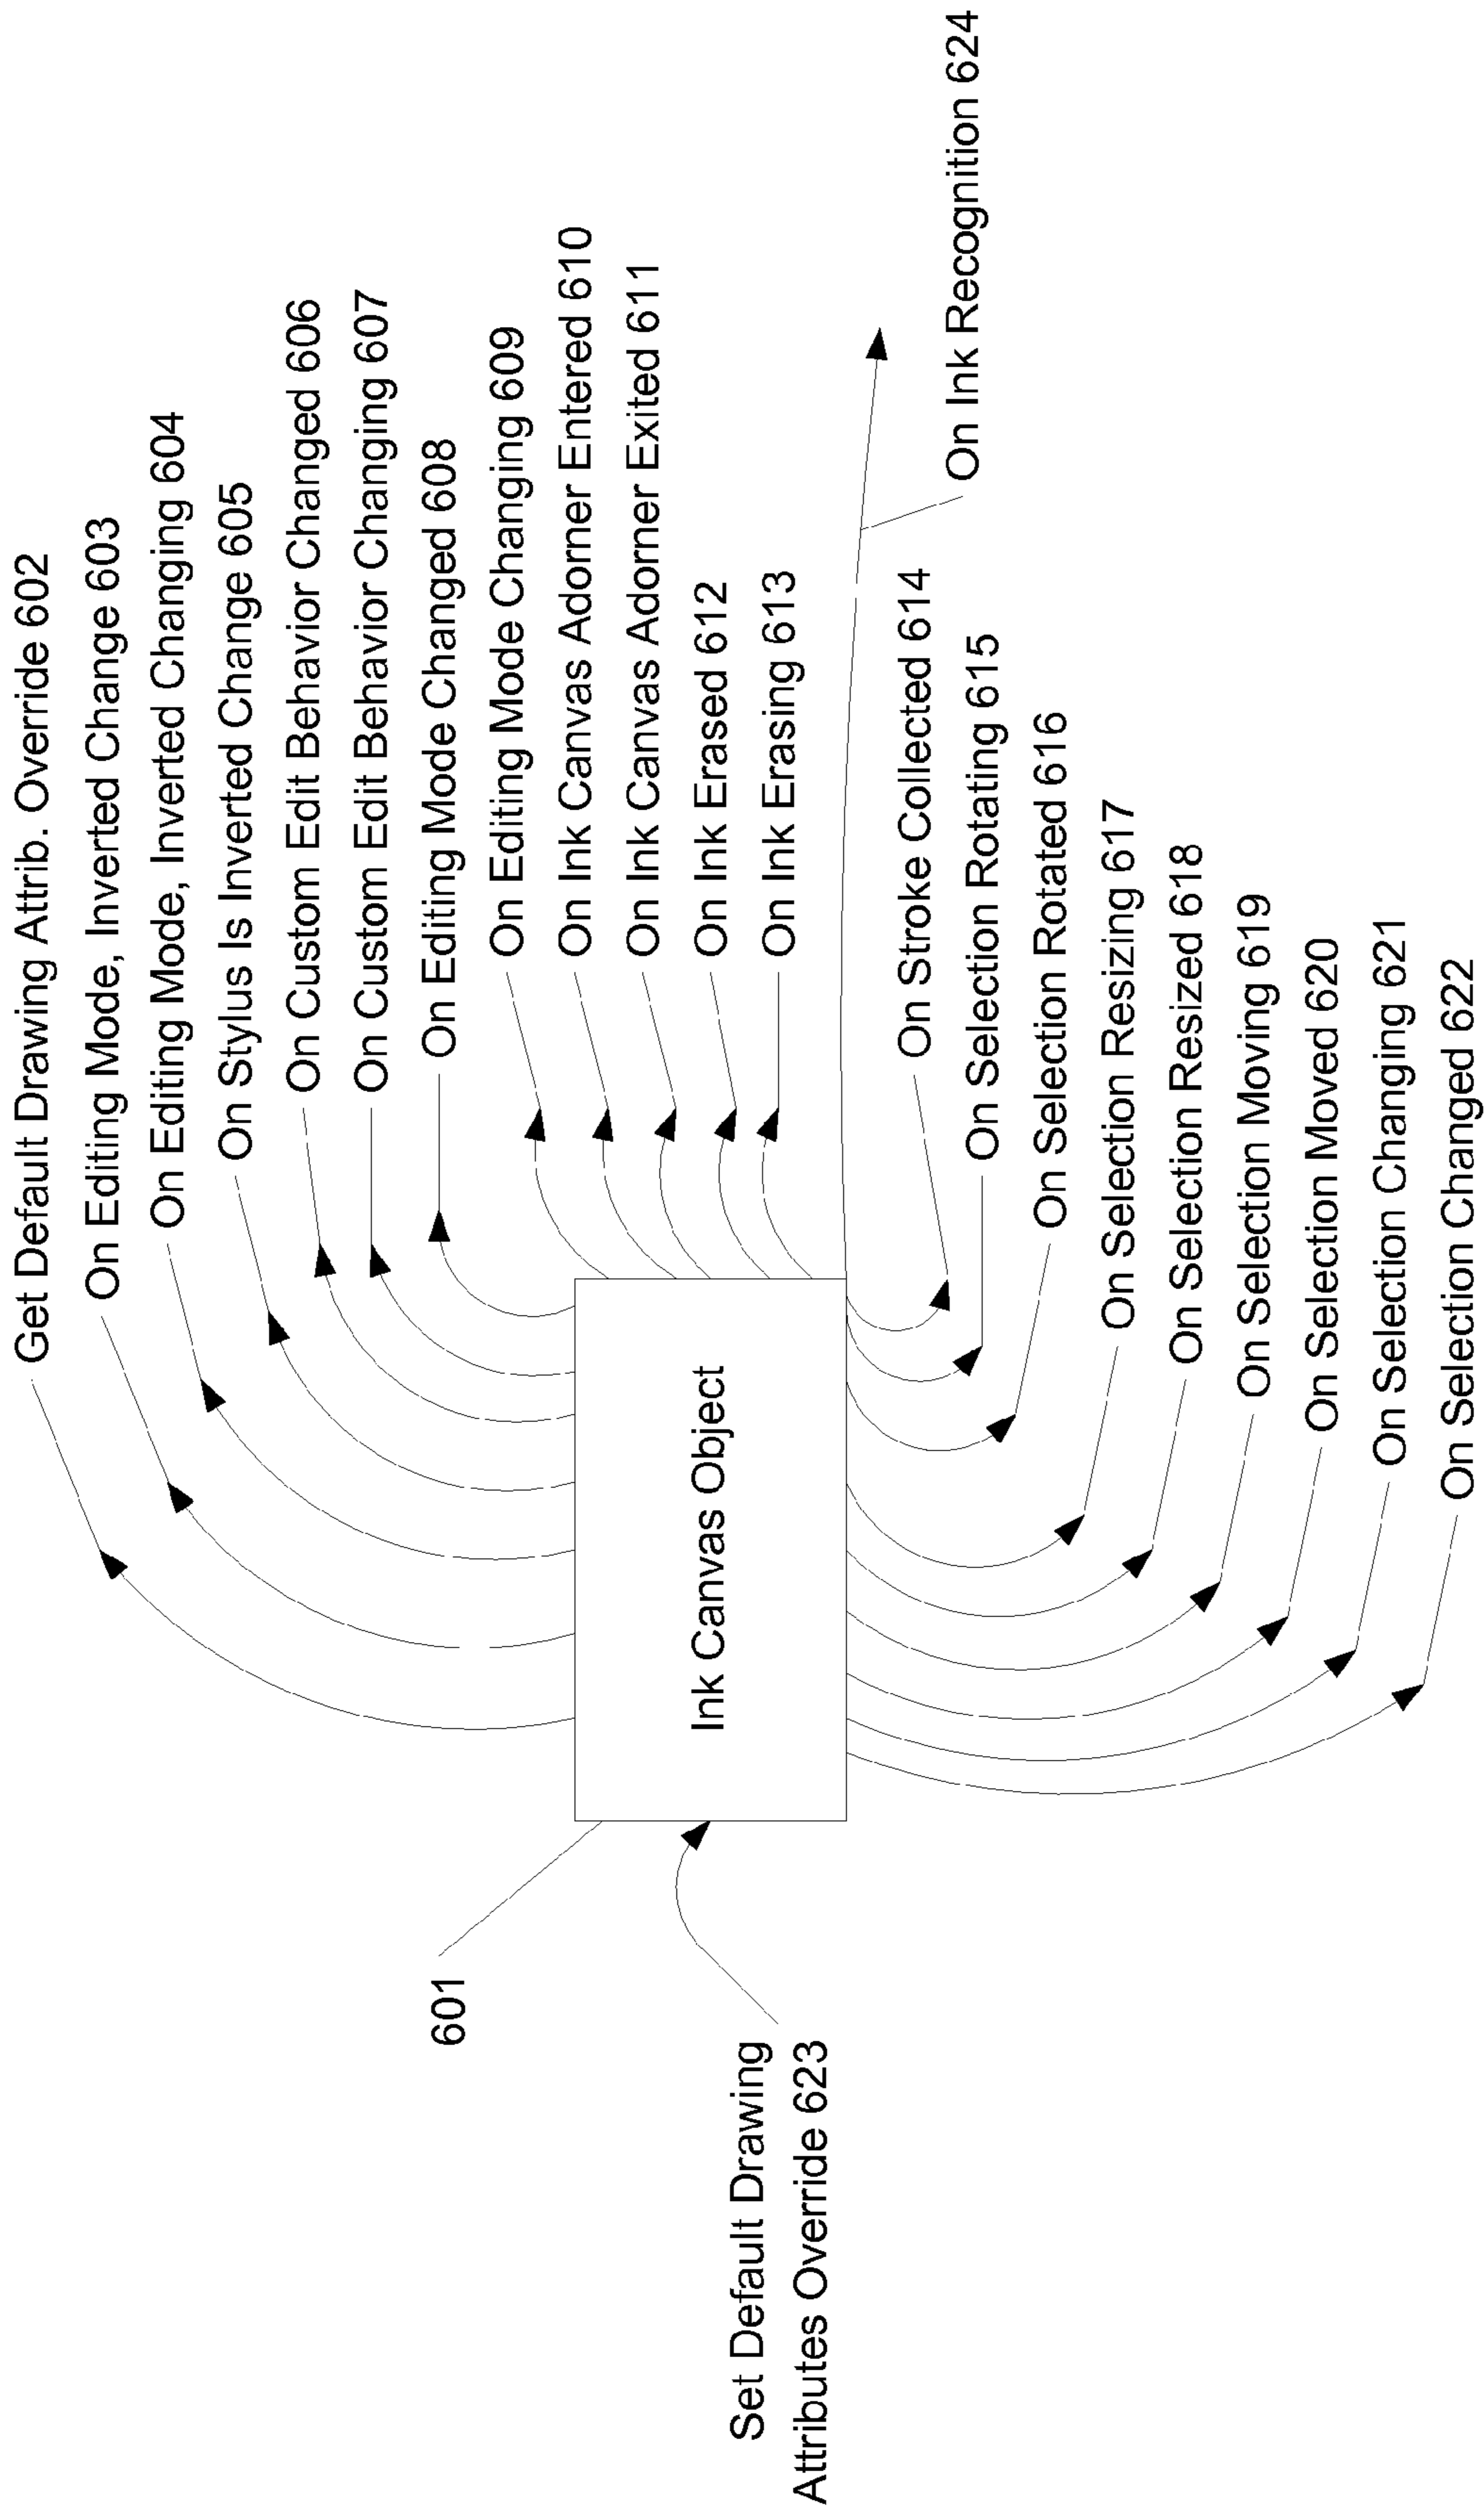 Get Default Drawing Attrib. Override 602
On Editing Mode, Inverted Change 603
On Editing Mode, Inverted Changing 604
On Stylus Is Inverted Change 605
On Custom Edit Behavior Changed 606
On Custom Edit Behavior Changing 607
On Editing Mode Changed 608
On Editing Mode Changing 609
On Ink Canvas Adorner Entered 610
On Ink Canvas Adorner Exited 611
On Ink Erased 612
On Ink Erasing 613
601
Ink Canvas Object
Set Default Drawing
Attributes Override 623
On Ink Recognition 624
On Stroke Collected 614
On Selection Rotating 615
On Selection Rotated 616
On Selection Resizing 617
On Selection Resized 618
On Selection Moving 619
On Selection Moved 620
On Selection Changing 621
On Selection Changed 622